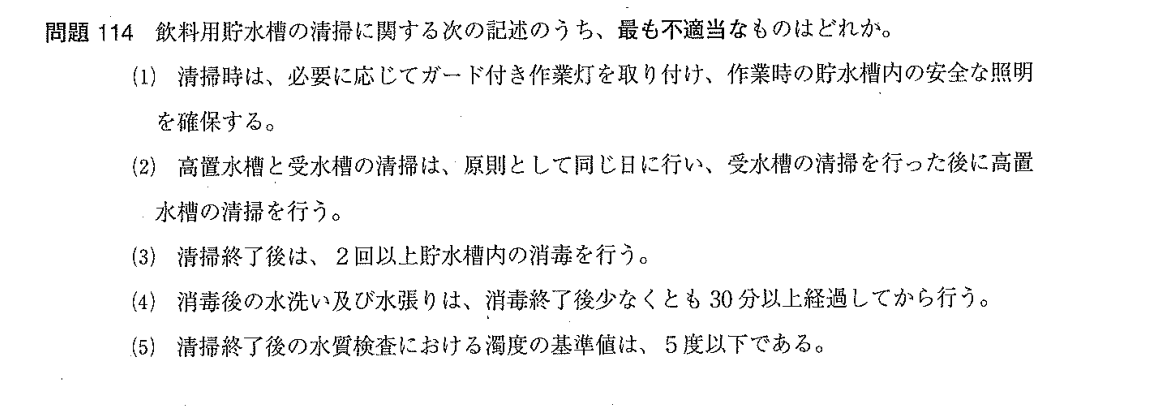 問題 114　飲料用貯水槽の清掃に関する次の記述のうち、最も不適当なものはどれか。
(1)　清掃時は、必要に応じてガード付き作業灯を取り付け、作業時の貯水槽内の安全な照明
を確保する。
(2)　高置水槽と受水槽の清掃は、原則として同じ日に行い、受水槽の清掃を行った後に高置
水槽の清掃を行う。
(3)　清掃終了後は、２回以上貯水槽内の消毒を行う。
(4)　消毒後の水洗い及び水張りは、消毒終了後少なくとも 30 分以上経過してから行う。
(5)　清掃終了後の水質検査における濁度の基準値は、５度以下である。